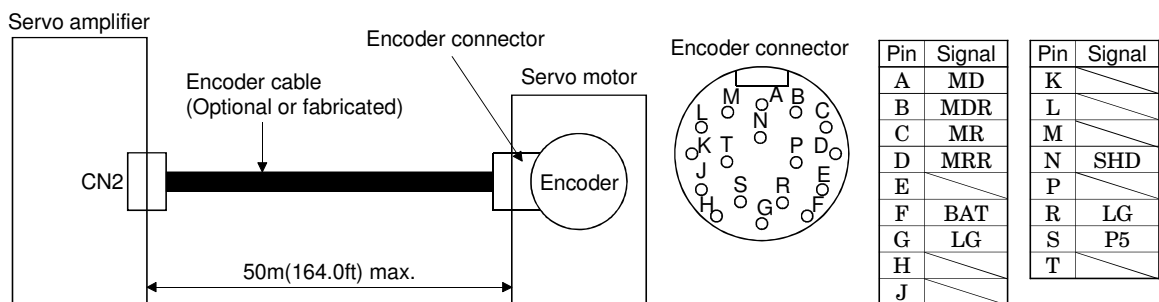 Servo amplifier
Encoder connector
Encoder cable
(Optional or fabricated)
Servo motor
CN2
Encoder
50m(164.0ft) max.
Encoder connector
M A B
L N C
K T P D
J S R E
H G F
Pin Signal
A MD
B MDR
C MR
D MRR
E
F BAT
G LG
H
J
Pin Signal
K
L
M
N SHD
P
R LG
S P5
T